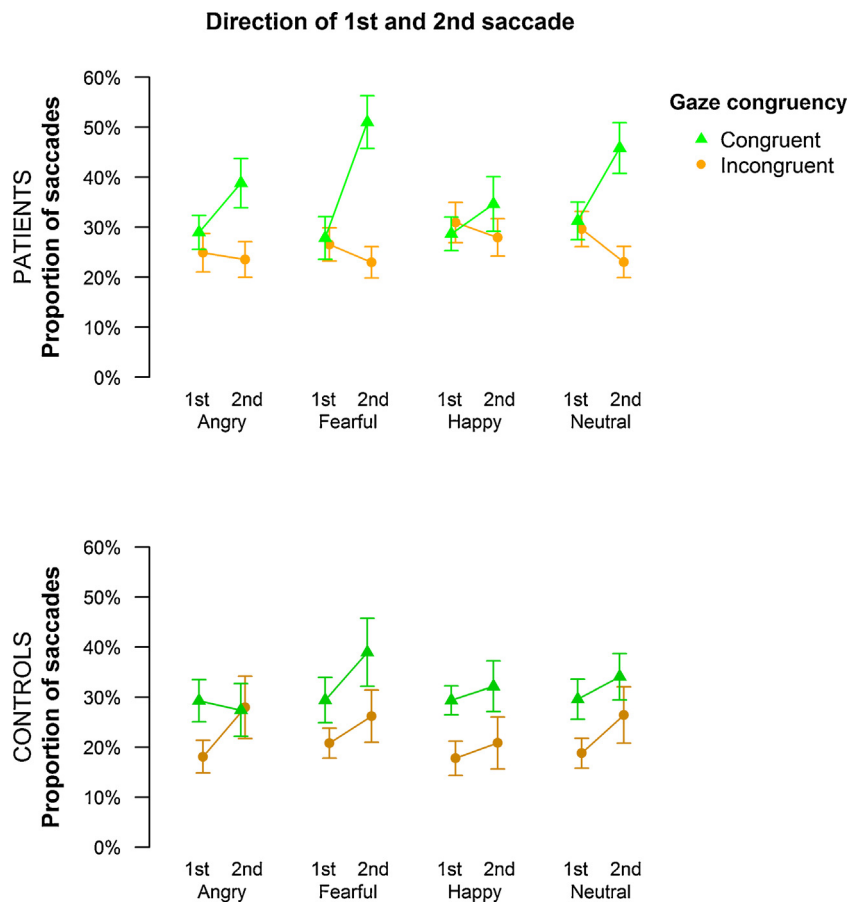 Direction of 1st and 2nd saccade
PATIENTS
Proportion of saccades
60%
50%
40%
30%
20%
10%
0%
1st 2nd 1st 2nd 1st 2nd 1st 2nd
Angry Fearful Happy Neutral
Gaze congruency
Congruent
Incongruent
CONTROLS
Proportion of saccades
60%
50%
40%
30%
20%
10%
0%
1st 2nd 1st 2nd 1st 2nd 1st 2nd
Angry Fearful Happy Neutral